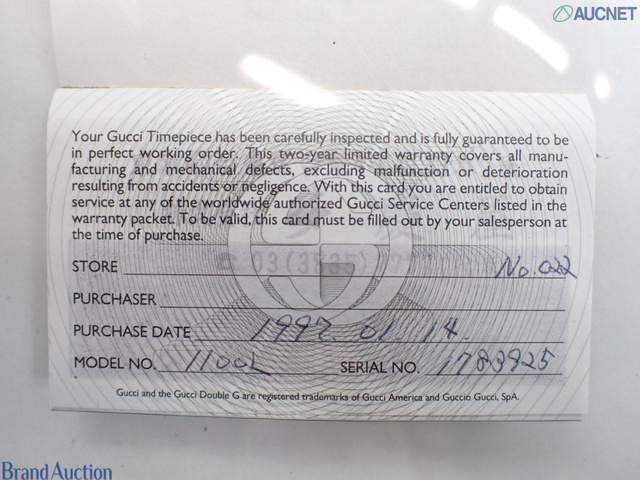 AUCNET
Your Gucci Timepiece has been carefully inspected and is fully guaranteed to be
in perfect working order. This two-year limited warranty covers all manu-
facturing and mechanical defects, excluding malfunction or deterioration
resulting from accidents or negligence. With this card you are entitled to obtain
service at any of the worldwide authorized Gucci Service Centers listed in the
warranty packet. To be valid, this card must be filled out by your salesperson at
the time of purchase.
STORE No.022
PURCHASER
PURCHASE DATE 1997.01.14.
MODEL NO. 1100L SERIAL NO. 1783925
Gucci and the Gucci Double G are registered trademarks of Gucci America and Guccio Gucci, SpA.
Brand Auction